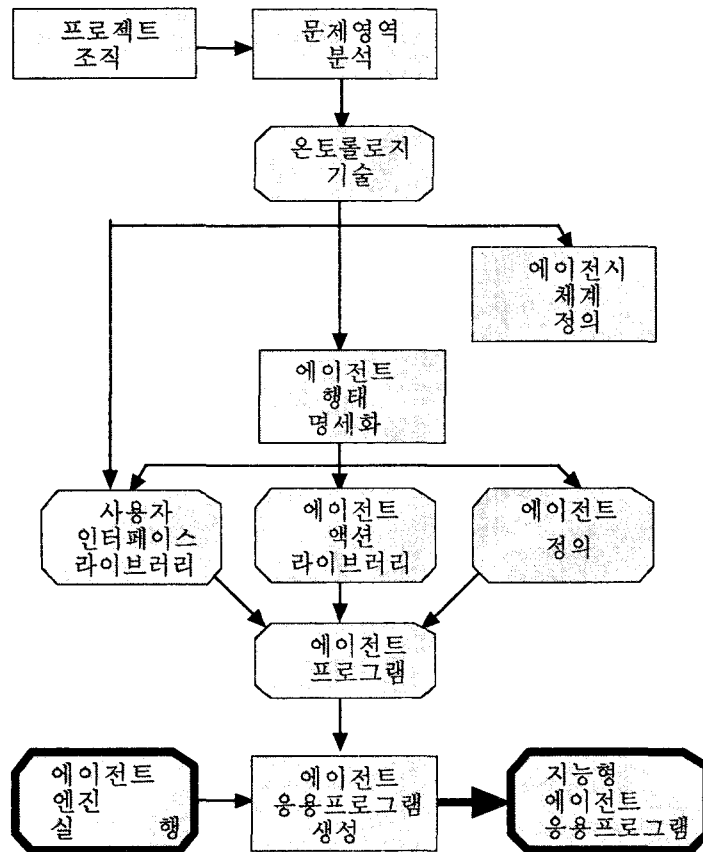 프로젝트
조직
문제영역
분석
온토롤로지
기술
에이전시
체계
정의
에이전트
행태
명세화
사용자
인터페이스
라이브러리
에이전트
액션
라이브러리
에이전트
정의
에이전트
프로그램
에이전트
엔진
실 행
에이전트
응용프로그램
생성
지능형
에이전트
응용프로그램